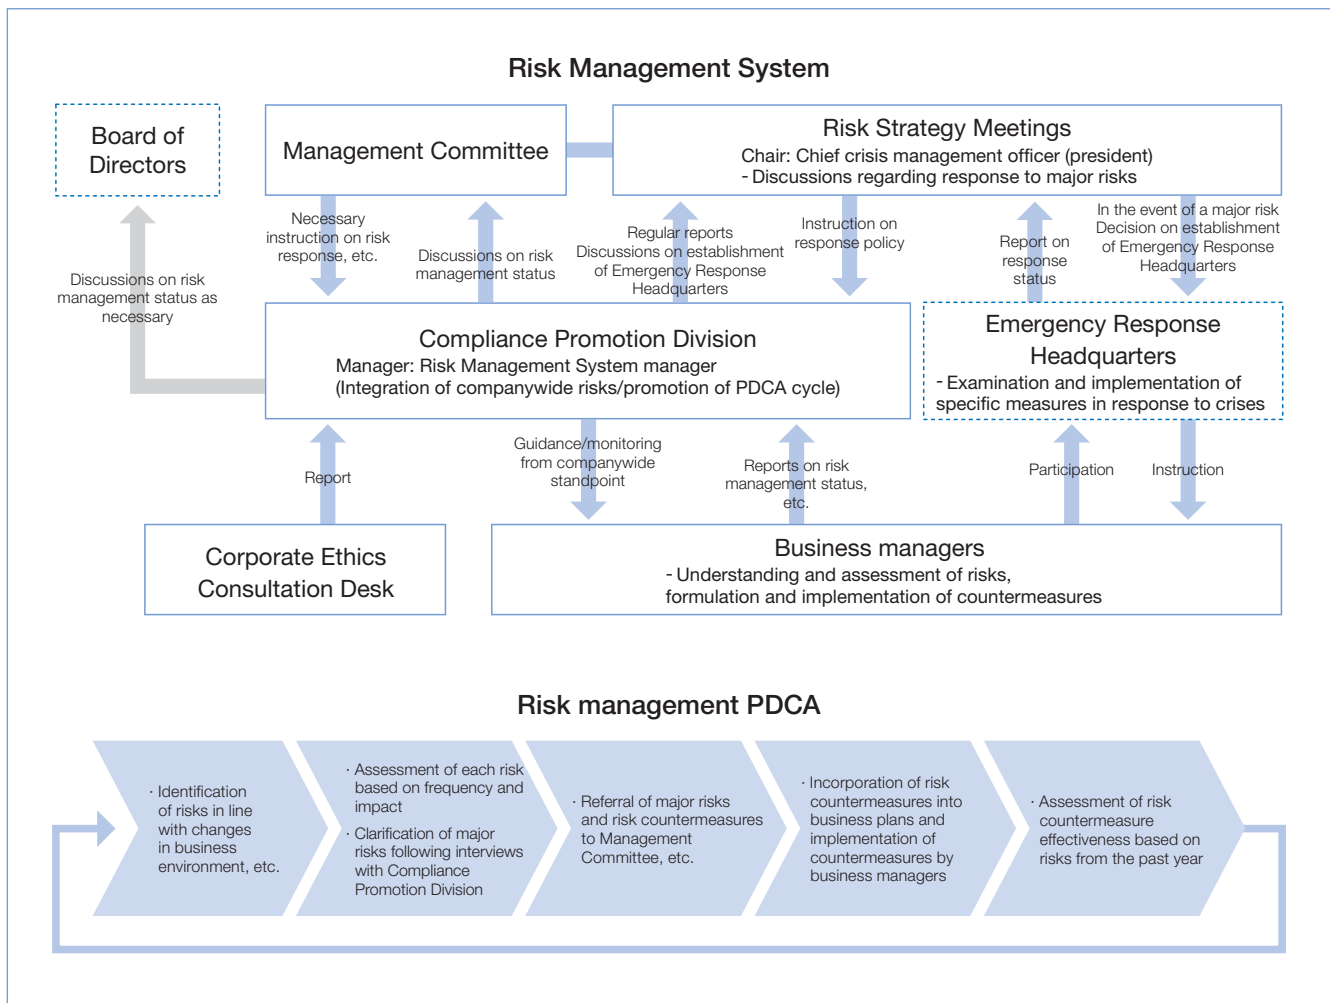 Risk Management System
Board of
Directors
Management Committee
Risk Strategy Meetings
Chair: Chief crisis management officer (president)
- Discussions regarding response to major risks
Necessary
instruction on risk
response, etc.
Discussions on risk
management status
Regular reports
Discussions on establishment
of Emergency Response
Headquarters
Instruction on
response policy
Report on
response
status
In the event of a major risk
Decision on establishment
of Emergency Response
Headquarters
Discussions on risk
management status as
necessary
Compliance Promotion Division
Manager: Risk Management System manager
(Integration of companywide risks/promotion of PDCA cycle)
Emergency Response
Headquarters
- Examination and implementation of
specific measures in response to crises
Report
Guidance/monitoring
from companywide
standpoint
Reports on risk
management status,
etc.
Participation
Instruction
Corporate Ethics
Consultation Desk
Business managers
- Understanding and assessment of risks,
formulation and implementation of countermeasures
Risk management PDCA
· Identification
of risks in line
with changes
in business
environment, etc.
· Assessment of each risk
based on frequency and
impact
· Clarification of major
risks following interviews
with Compliance
Promotion Division
· Referral of major risks
and risk countermeasures
to Management
Committee, etc.
· Incorporation of risk
countermeasures into
business plans and
implementation of
countermeasures by
business managers
· Assessment of risk
countermeasure
effectiveness based on
risks from the past year